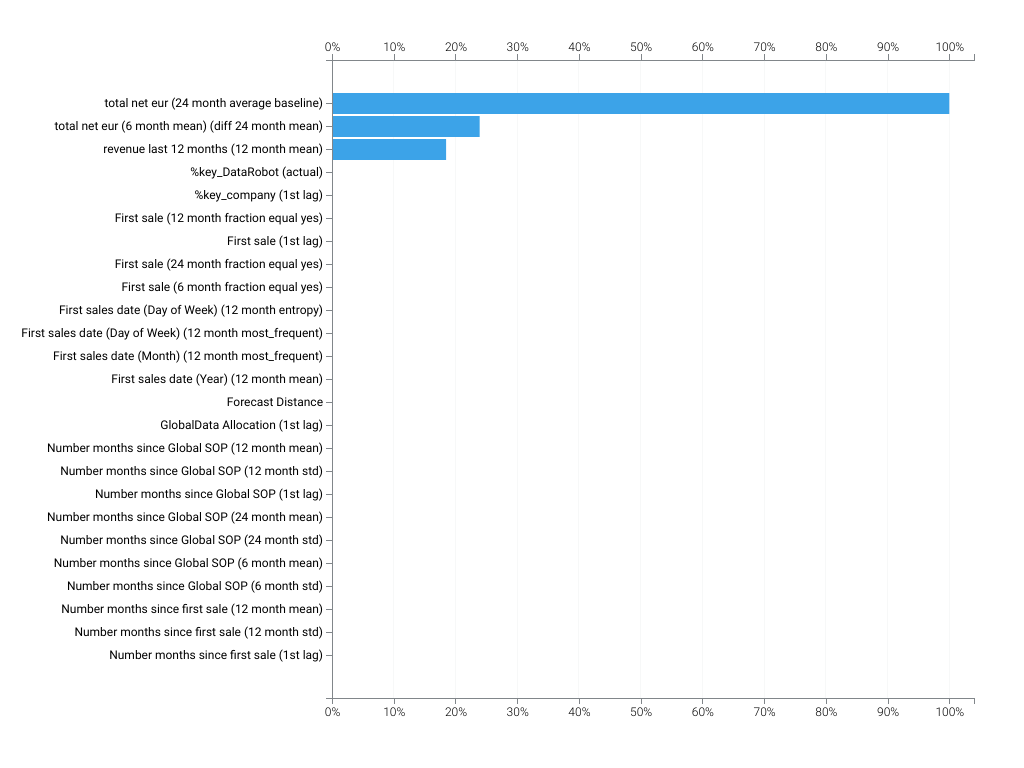 0% 10% 20% 30% 40% 50% 60% 70% 80% 90% 100%
total net eur (24 month average baseline)
total net eur (6 month mean) (diff 24 month mean)
revenue last 12 months (12 month mean)
%key_DataRobot (actual)
%key_company (1st lag)
First sale (12 month fraction equal yes)
First sale (1st lag)
First sale (24 month fraction equal yes)
First sale (6 month fraction equal yes)
First sales date (Day of Week) (12 month entropy)
First sales date (Day of Week) (12 month most_frequent)
First sales date (Month) (12 month most_frequent)
First sales date (Year) (12 month mean)
Forecast Distance
GlobalData Allocation (1st lag)
Number months since Global SOP (12 month mean)
Number months since Global SOP (12 month std)
Number months since Global SOP (1st lag)
Number months since Global SOP (24 month mean)
Number months since Global SOP (24 month std)
Number months since Global SOP (6 month mean)
Number months since Global SOP (6 month std)
Number months since first sale (12 month mean)
Number months since first sale (12 month std)
Number months since first sale (1st lag)
0% 10% 20% 30% 40% 50% 60% 70% 80% 90% 100%